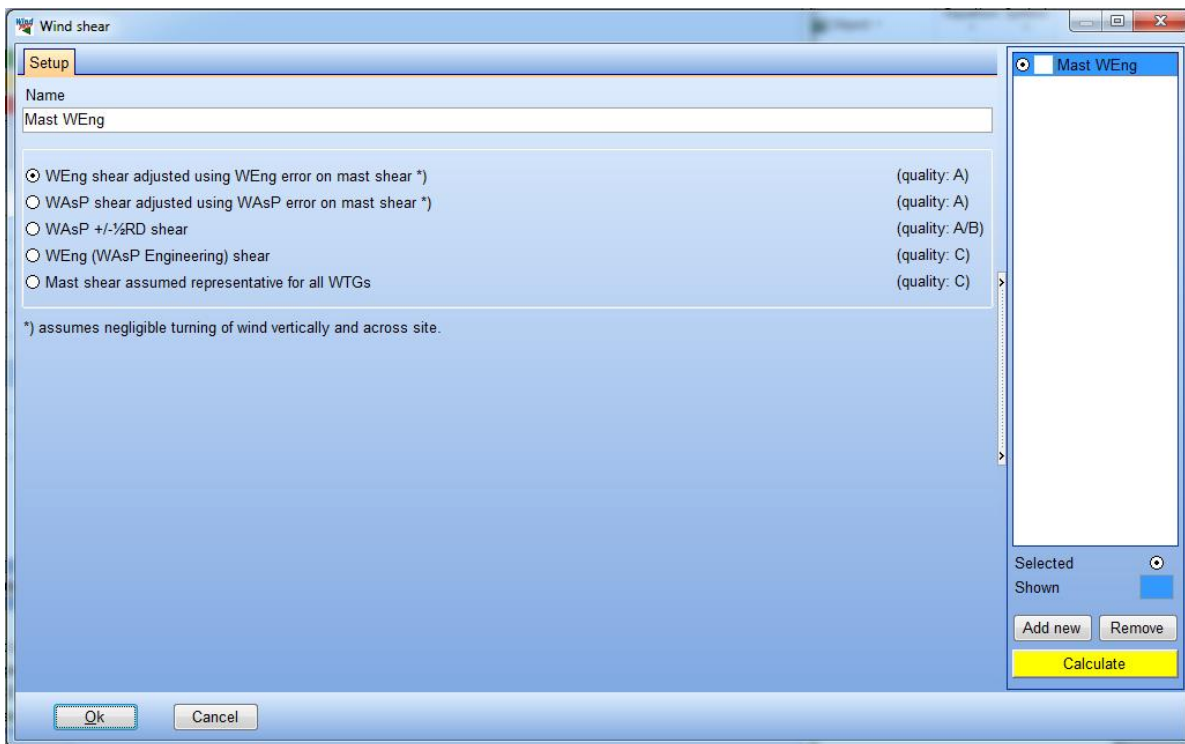 Wind shear
Setup
Name
Mast WEng
WEng shear adjusted using WEng error on mast shear *) (quality: A)
WAsP shear adjusted using WAsP error on mast shear *) (quality: A)
WAsP +/-½RD shear (quality: A/B)
WEng (WAsP Engineering) shear (quality: C)
Mast shear assumed representative for all WTGs (quality: C)
*) assumes negligible turning of wind vertically and across site.
Mast WEng
Selected
Shown
Add new Remove
Calculate
Ok Cancel